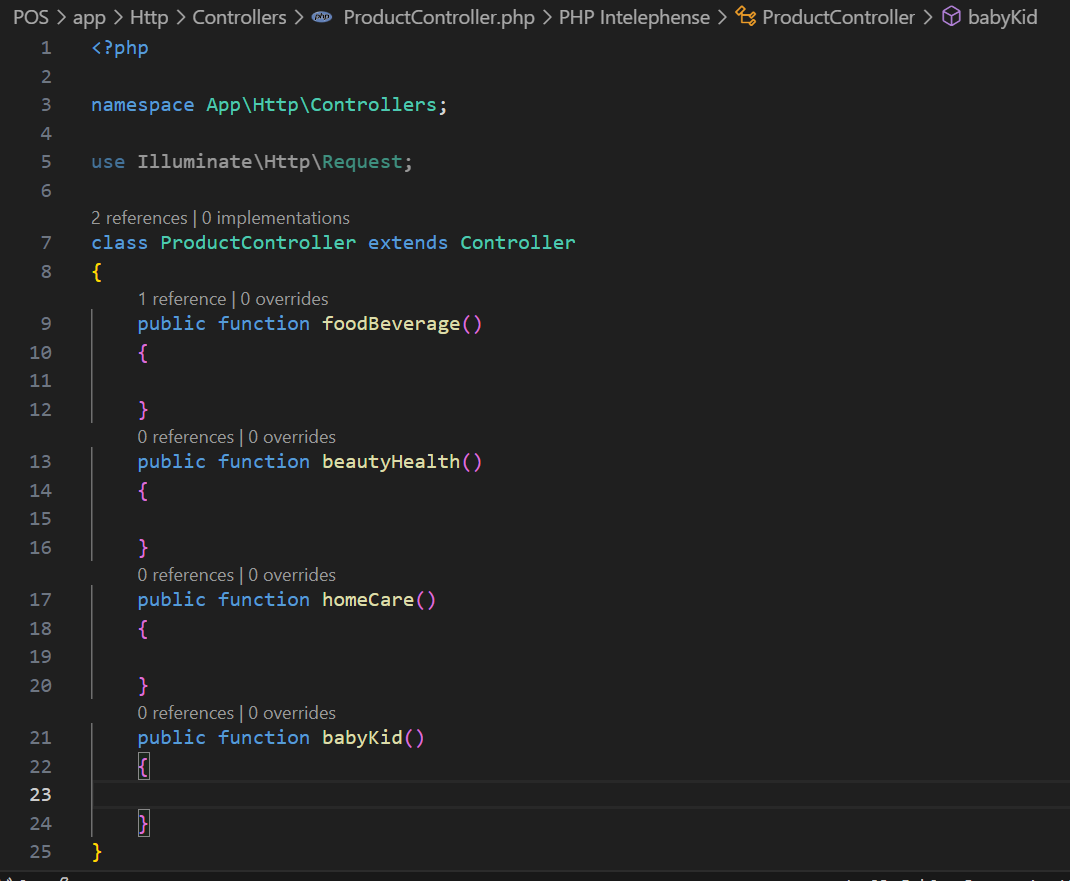 POS > app > Http > Controllers > php ProductController.php > PHP Intelephense > ProductController > babyKid
1 <?php
2
3 namespace App\Http\Controllers;
4
5 use Illuminate\Http\Request;
6
2 references | 0 implementations
7 class ProductController extends Controller
8 {
1 reference | 0 overrides
9 public function foodBeverage()
10 {
11
12 }
0 references | 0 overrides
13 public function beautyHealth()
14 {
15
16 }
0 references | 0 overrides
17 public function homeCare()
18 {
19
20 }
0 references | 0 overrides
21 public function babyKid()
22 {
23
24 }
25 }